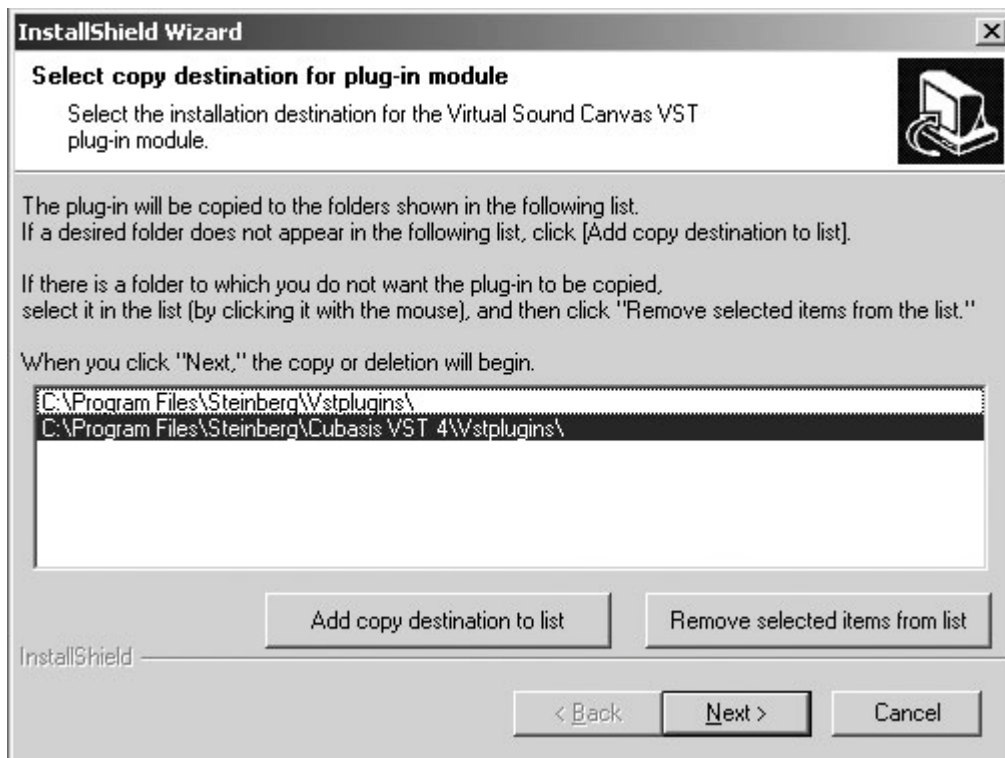 InstallShield Wizard
Select copy destination for plug-in module
Select the installation destination for the Virtual Sound Canvas VST
plug-in module.
The plug-in will be copied to the folders shown in the following list.
If a desired folder does not appear in the following list, click [Add copy destination to list].
If there is a folder to which you do not want the plug-in to be copied,
select it in the list (by clicking it with the mouse), and then click "Remove selected items from the list."
When you click "Next," the copy or deletion will begin.
C:\Program Files\Steinberg\Vstplugins\
C:\Program Files\Steinberg\Cubasis VST 4\Vstplugins\
Add copy destination to list
Remove selected items from list
InstallShield
< Back
Next >
Cancel